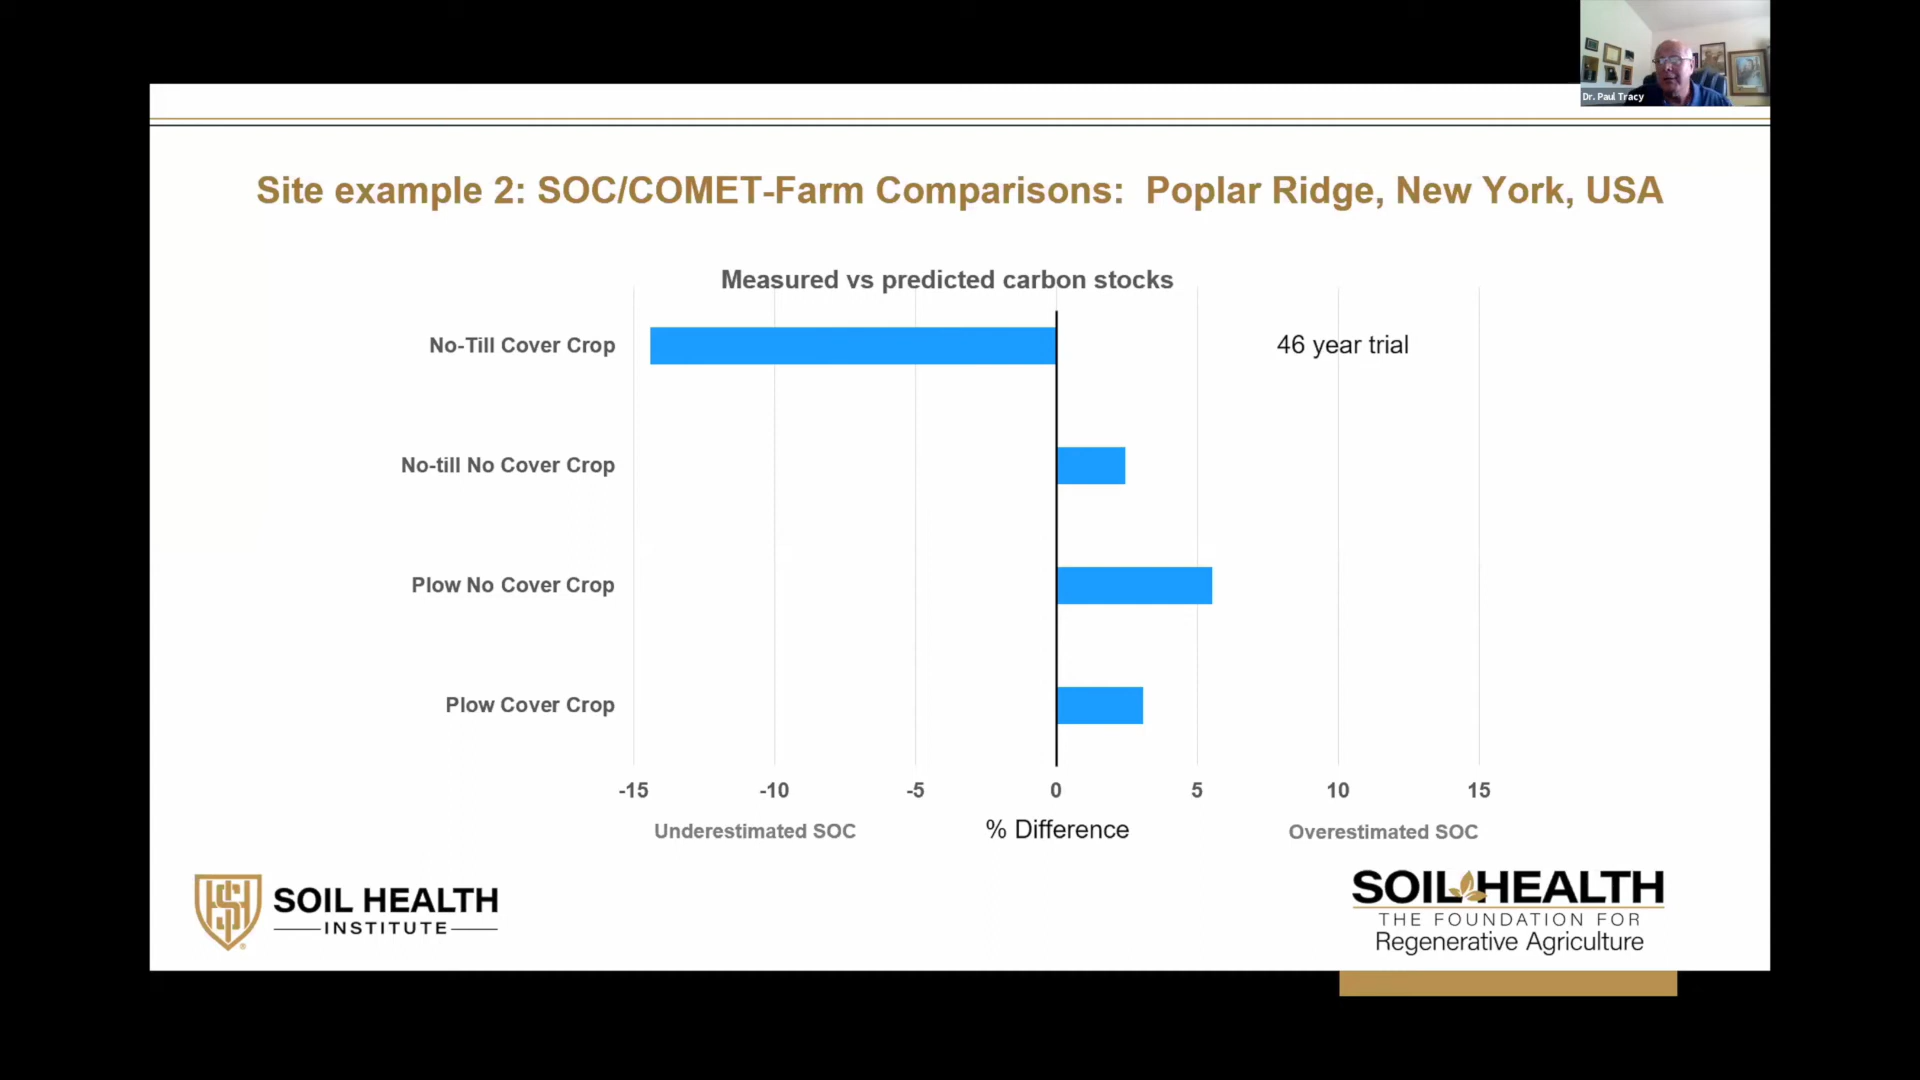 Dr. Paul Tracy
Site example 2: SOC/COMET-Farm Comparisons: Poplar Ridge, New York, USA
Measured vs predicted carbon stocks
No-Till Cover Crop
46 year trial
No-till No Cover Crop
Plow No Cover Crop
Plow Cover Crop
-15 -10 -5 0 5 10 15
Underestimated SOC % Difference Overestimated SOC
SOIL HEALTH
INSTITUTE
SOIL HEALTH
THE FOUNDATION FOR
Regenerative Agriculture